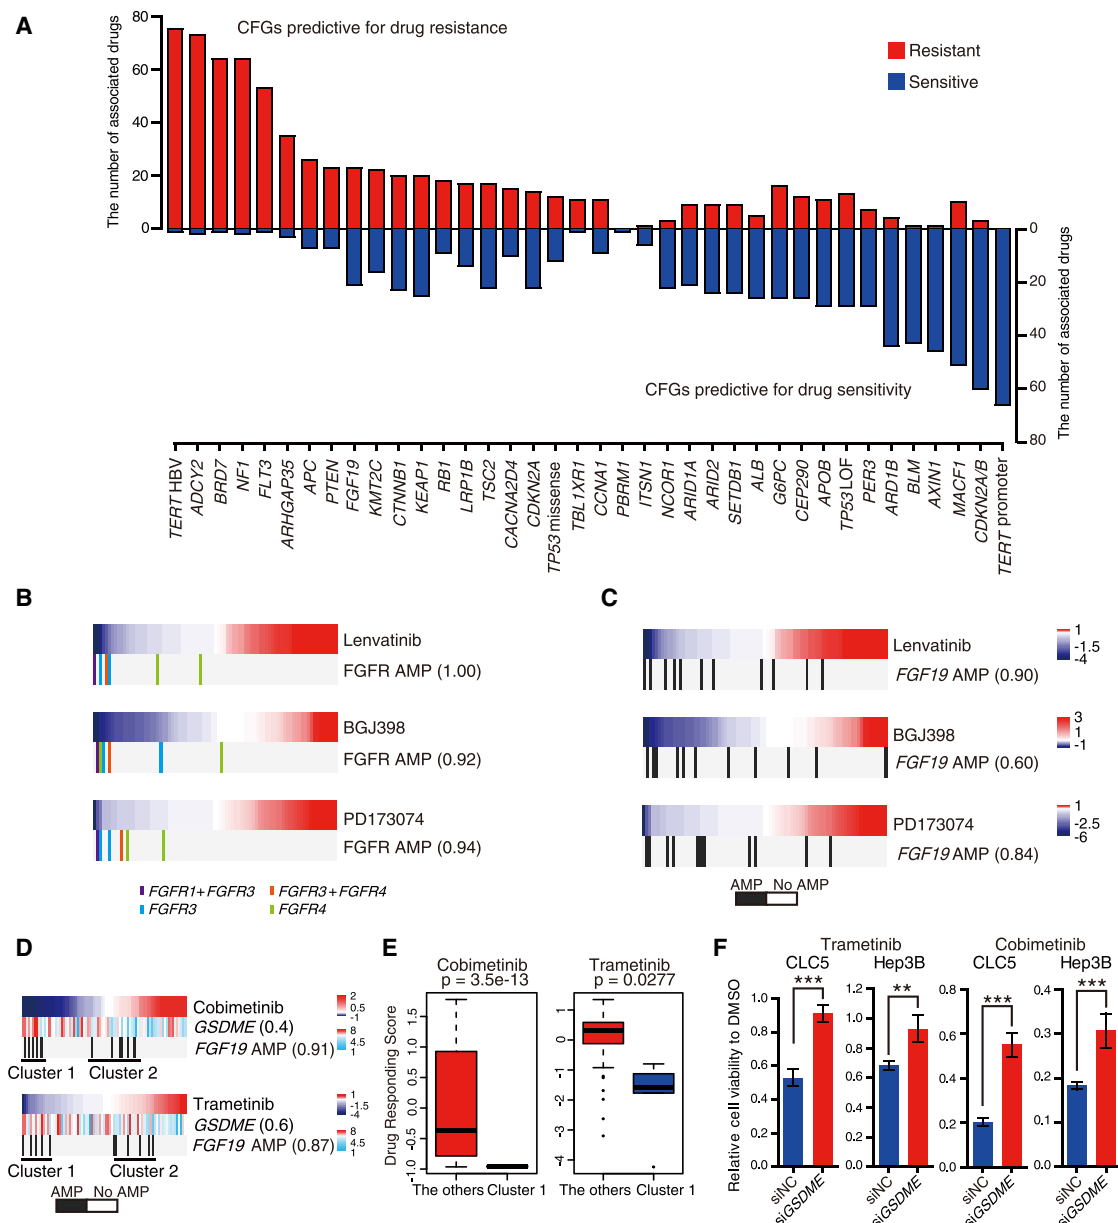 A
CFGs predictive for drug resistance
Resistant
Sensitive
The number of associated drugs
80
60
40
20
0
0
20
40
60
80
The number of associated drugs
CFGs predictive for drug sensitivity
TERT HBV
ADCY2
BRD7
NF1
FLT3
ARHGAP35
APC
PTEN
FGF19
KMT2C
CTNNB1
KEAP1
RB1
LRP1B
TSC2
CACNA2D4
CDKN2A
TP53 missense
TBL1XR1
CCNA1
PBRM1
ITSN1
NCOR1
ARID1A
ARID2
SETDB1
ALB
G6PC
CEP290
APOB
TP53 LOF
PER3
ARD1B
BLM
AXIN1
MACF1
CDKN2A/B
TERT promoter
B
Lenvatinib
FGFR AMP (1.00)
BGJ398
FGFR AMP (0.92)
PD173074
FGFR AMP (0.94)
FGFR1+FGFR3
FGFR3+FGFR4
FGFR3
FGFR4
C
Lenvatinib
FGF19 AMP (0.90)
1
-1.5
-4
BGJ398
FGF19 AMP (0.60)
3
1
-1
PD173074
FGF19 AMP (0.84)
1
-2.5
-6
AMP No AMP
D
Cobimetinib
GSDME (0.4)
FGF19 AMP (0.91)
2
0.5
-1
8
4.5
1
Cluster 1 Cluster 2
Trametinib
GSDME (0.6)
FGF19 AMP (0.87)
1
-1.5
-4
8
4.5
1
Cluster 1 Cluster 2
AMP No AMP
E
Cobimetinib
p = 3.5e-13
Trametinib
p = 0.0277
Drug Responding Score
1.5
0.5
0.0
-0.5
-1.0
1
0
-1
-2
-3
-4
The others Cluster 1
The others Cluster 1
F
Trametinib
Cobimetinib
CLC5
Hep3B
CLC5
Hep3B
***
**
***
***
Relative cell viability to DMSO
1.0
0.8
0.6
0.4
0.2
0.0
1.2
1.0
0.8
0.6
0.4
0.2
0.0
0.8
0.6
0.4
0.2
0.0
0.4
0.3
0.2
0.1
0.0
siNC
siGSDME
siNC
siGSDME
siNC
siGSDME
siNC
siGSDME